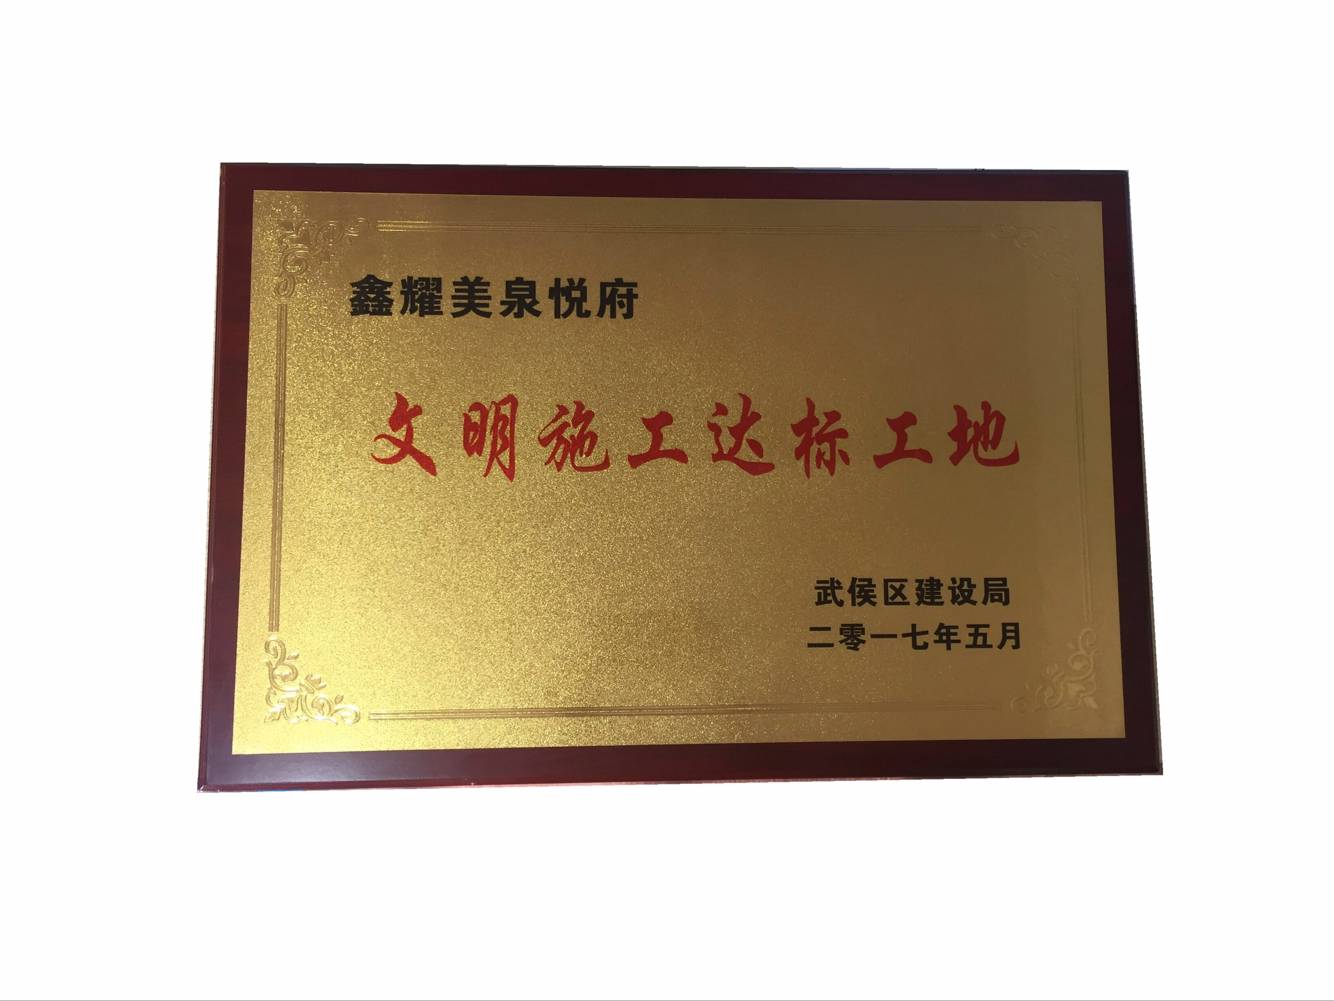 鑫耀美泉悦府
文明施工达标工地
武侯区建设局
二零一七年五月